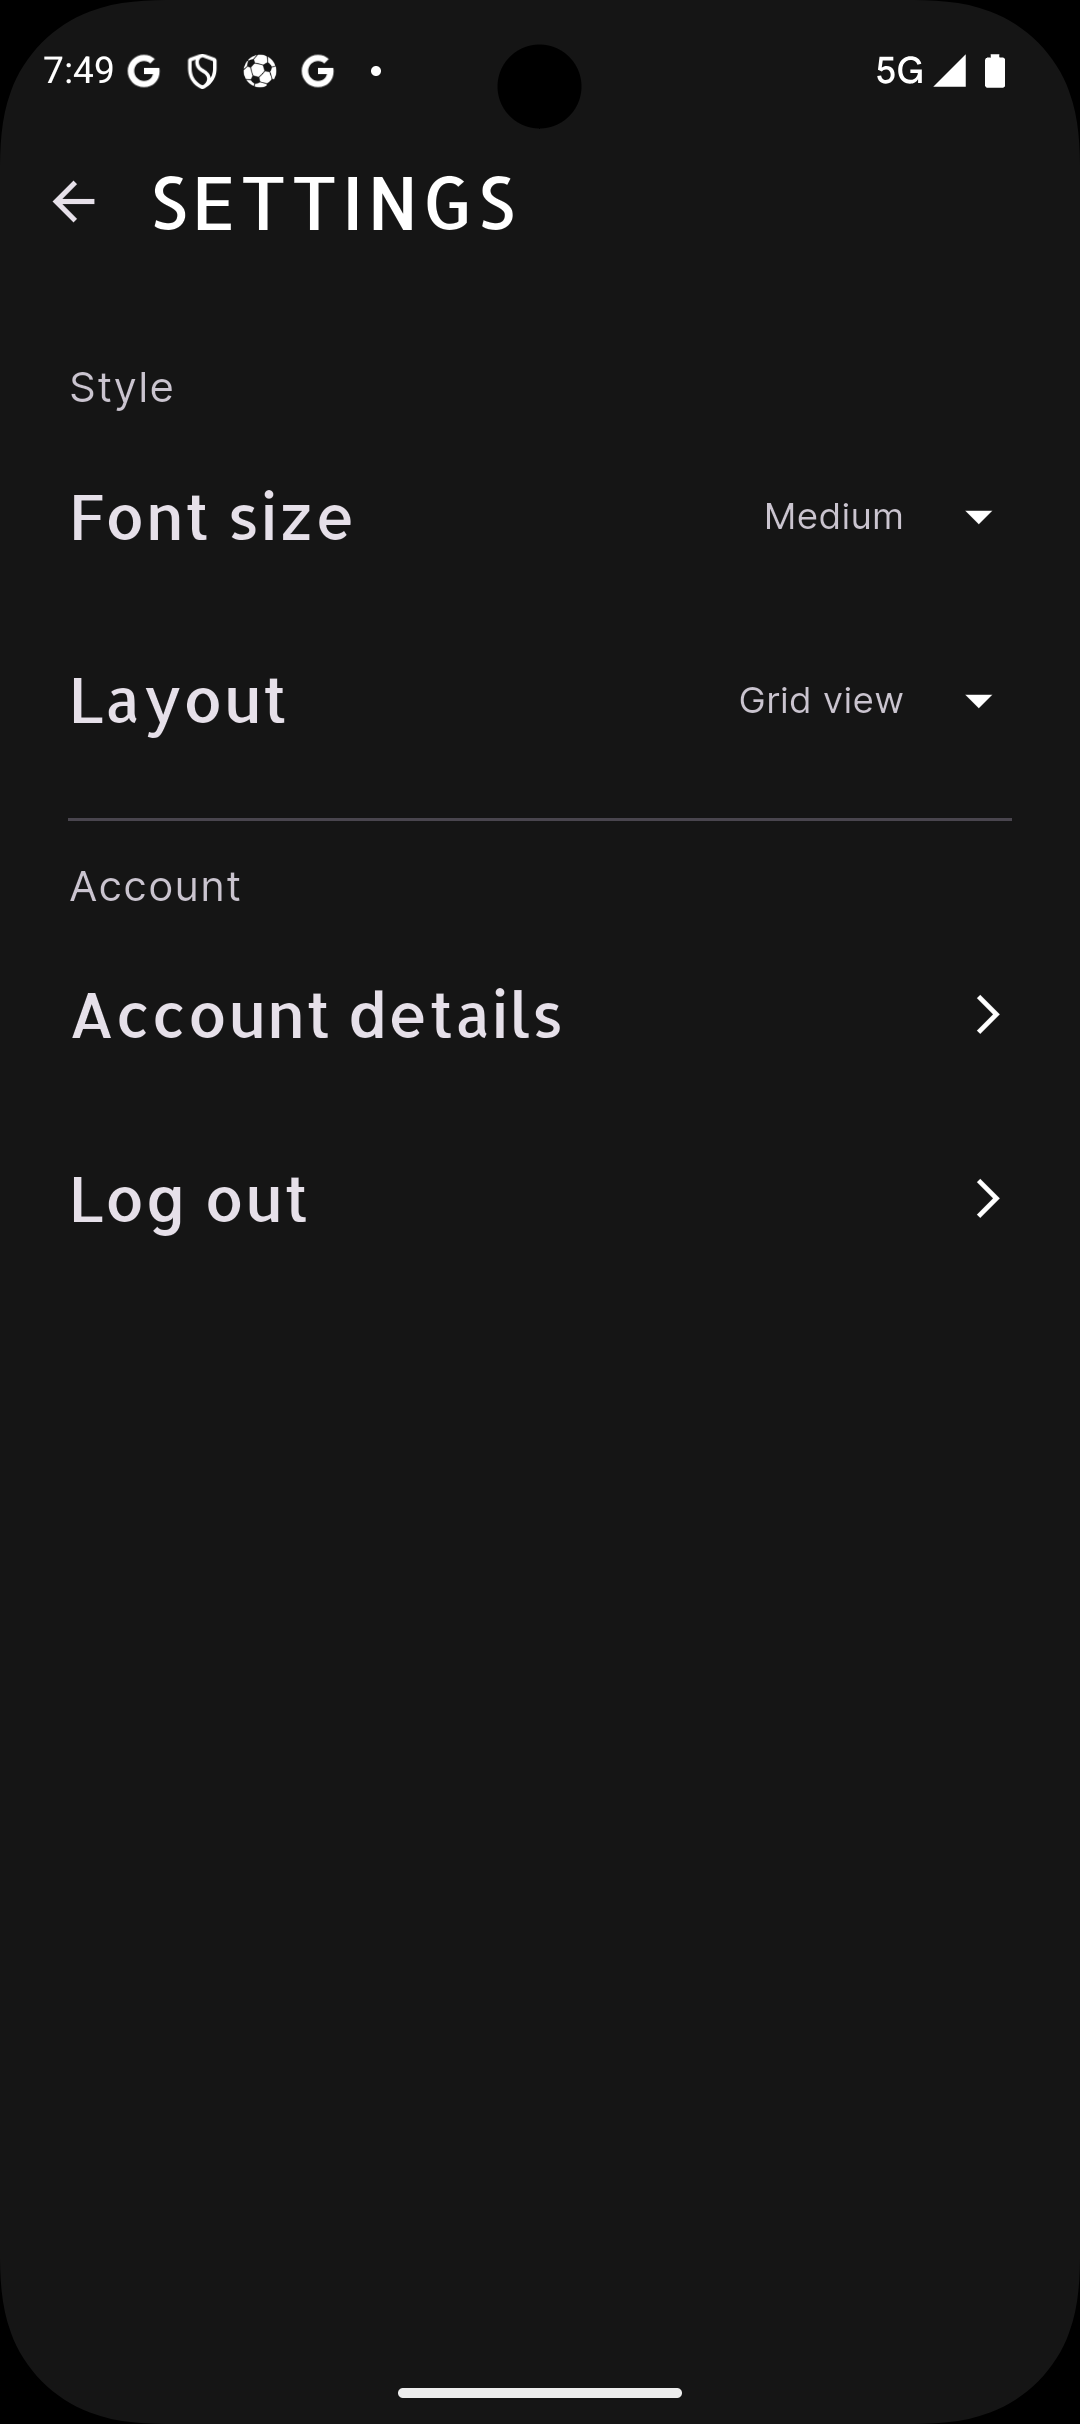 7:49
5G
SETTINGS
Style
Font size
Medium
Layout
Grid view
Account
Account details
Log out